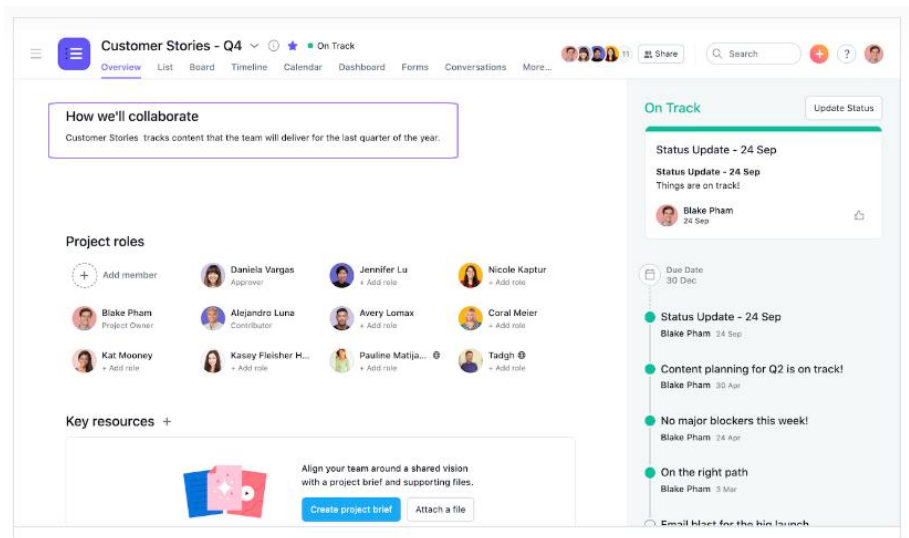 Customer Stories - Q4
On Track
Overview List Board Timeline Calendar Dashboard Forms Conversations More...
11
Share
Search
?
How we'll collaborate
Customer Stories tracks content that the team will deliver for the last quarter of the year.
Project roles
Add member
Daniela Vargas
Approver
Jennifer Lu
+ Add role
Nicole Kaptur
+ Add role
Blake Pham
Project Owner
Alejandro Luna
Contributor
Avery Lomax
+ Add role
Coral Meier
+ Add role
Kat Mooney
+ Add role
Kasey Fleisher H...
+ Add role
Pauline Matija...
+ Add role
Tadgh
+ Add role
Key resources +
Align your team around a shared vision
with a project brief and supporting files.
Create project brief
Attach a file
On Track
Update Status
Status Update - 24 Sep
Status Update - 24 Sep
Things are on track!
Blake Pham
24 Sep
Due Date
30 Dec
Status Update - 24 Sep
Blake Pham 24 Sep
Content planning for Q2 is on track!
Blake Pham 30 Apr
No major blockers this week!
Blake Pham 24 Apr
On the right path
Blake Pham 3 Mar
Email blast for the big launch